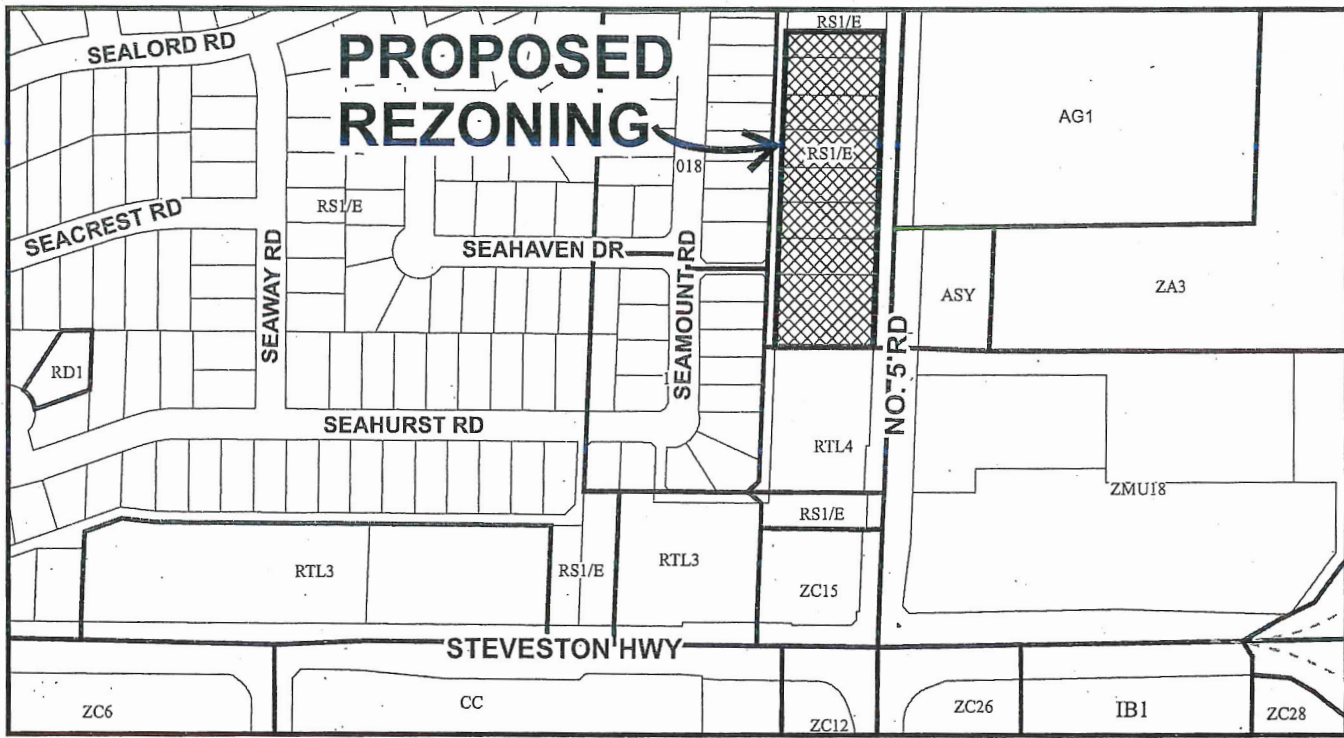 RS1/E
SEALORD RD
PROPOSED
REZONING
AG1
RS1/E
018
RS1/E
SEACREST RD
SEAHAVEN DR
SEAMOUNT RD
SEAWAY RD
ASY
ZA3
NO. 5 RD
RD1
1
SEAHURST RD
RTL4
ZMU18
RS1/E
RTL3
RS1/E
RTL3
ZC15
STEVESTON HWY
ZC6
CC
ZC12
ZC26
IB1
ZC28